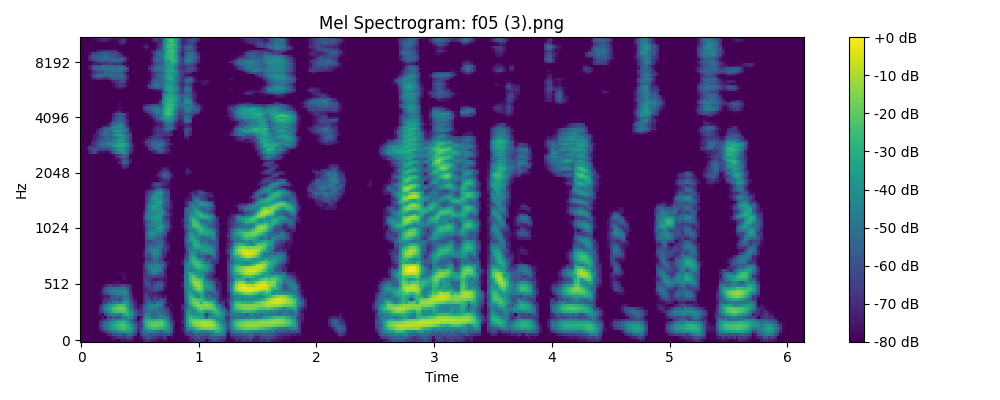 Mel Spectrogram: f05 (3).png
Hz
8192
4096
2048
1024
512
0
0 1 2 3 4 5 6
Time
+0 dB
-10 dB
-20 dB
-30 dB
-40 dB
-50 dB
-60 dB
-70 dB
-80 dB